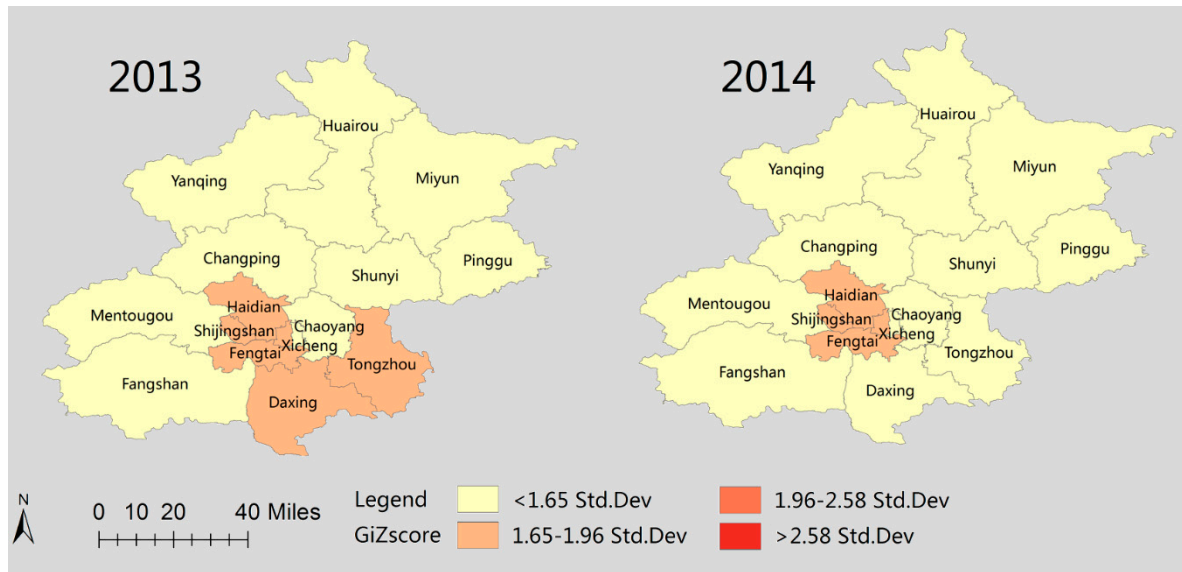 2013
Huairou
Yanqing
Miyun
Changping
Shunyi
Pinggu
Haidian
Mentougou
Shijingshan
Chaoyang
Xicheng
Fengtai
Tongzhou
Fangshan
Daxing
2014
Huairou
Yanqing
Miyun
Changping
Shunyi
Pinggu
Haidian
Mentougou
Shijingshan
Chaoyang
Xicheng
Fengtai
Tongzhou
Fangshan
Daxing
N
0 10 20 40 Miles
Legend <1.65 Std.Dev 1.96-2.58 Std.Dev
GiZscore 1.65-1.96 Std.Dev >2.58 Std.Dev